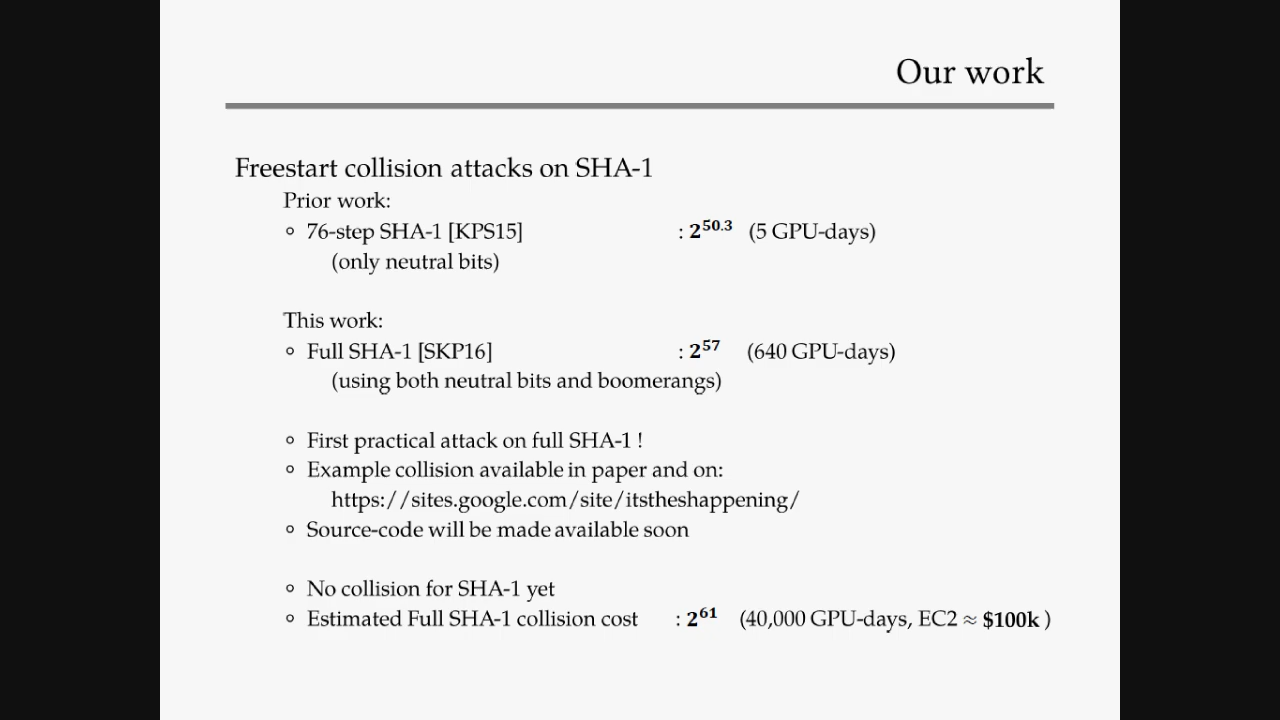 Our work
Freestart collision attacks on SHA-1
Prior work:
∘ 76-step SHA-1 [KPS15] : 2^50.3 (5 GPU-days)
(only neutral bits)
This work:
∘ Full SHA-1 [SKP16] : 2^57 (640 GPU-days)
(using both neutral bits and boomerangs)
∘ First practical attack on full SHA-1 !
∘ Example collision available in paper and on:
https://sites.google.com/site/itstheshappening/
∘ Source-code will be made available soon
∘ No collision for SHA-1 yet
∘ Estimated Full SHA-1 collision cost : 2^61 (40,000 GPU-days, EC2 ≈ $100k )